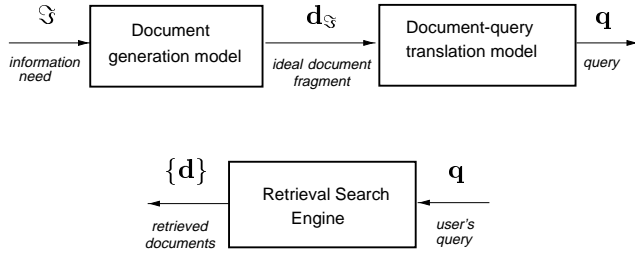 ℑ
information
need
Document
generation model
d_ℑ
ideal document
fragment
Document-query
translation model
q
query
{d}
retrieved
documents
Retrieval Search
Engine
q
user's
query